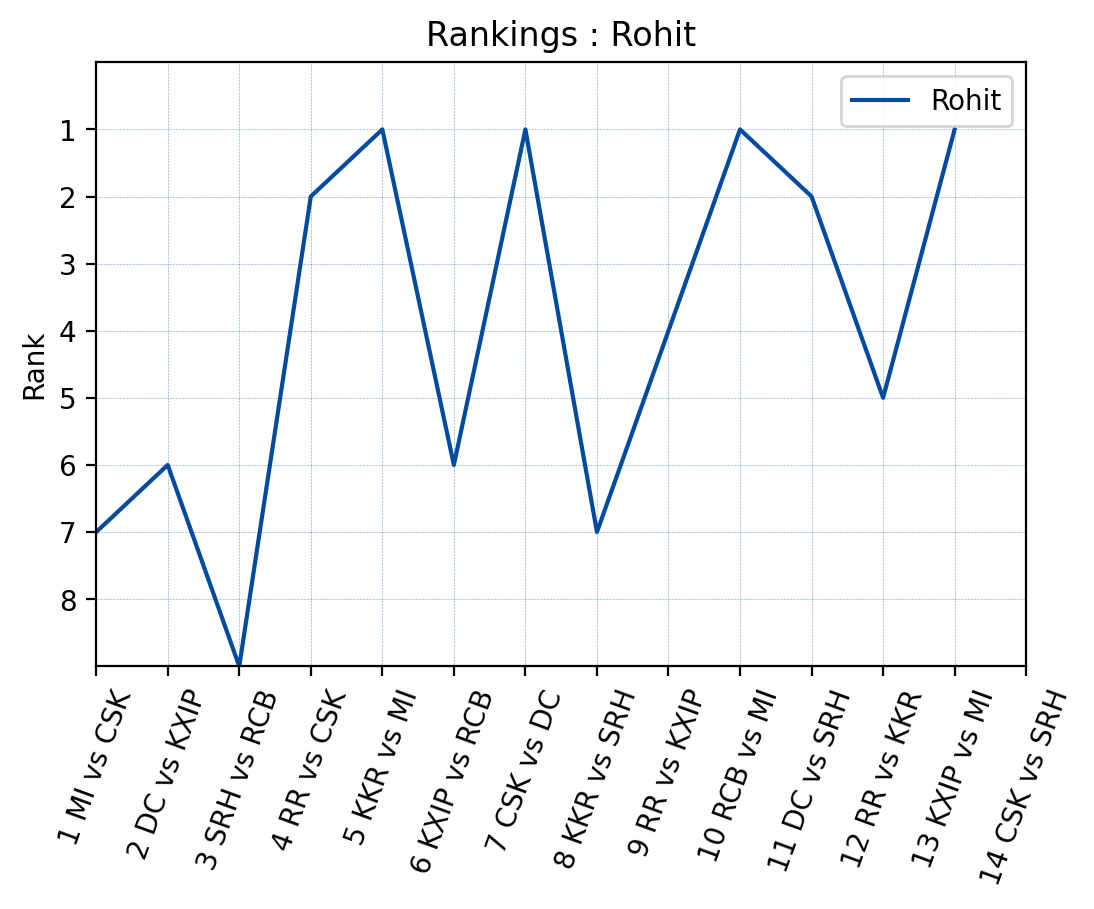 Rankings : Rohit
Rohit
Rank
1
2
3
4
5
6
7
8
1 MI vs CSK
2 DC vs KXIP
3 SRH vs RCB
4 RR vs CSK
5 KKR vs MI
6 KXIP vs RCB
7 CSK vs DC
8 KKR vs SRH
9 RR vs KXIP
10 RCB vs MI
11 DC vs SRH
12 RR vs KKR
13 KXIP vs MI
14 CSK vs SRH